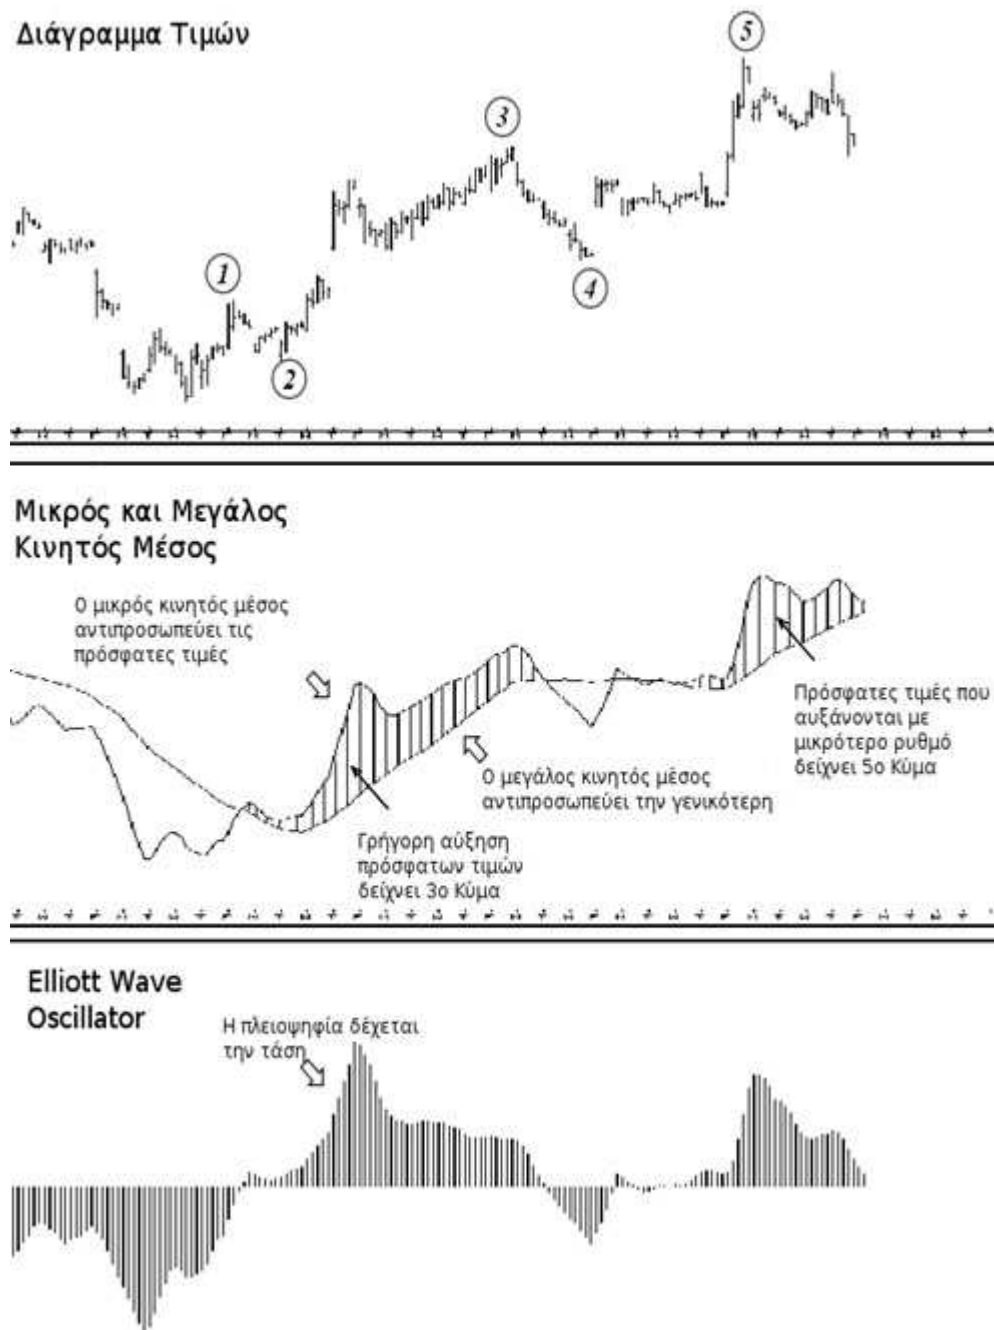 Διάγραμμα Τιμών
5
3
1
4
2
Μικρός και Μεγάλος
Κινητός Μέσος
Ο μικρός κινητός μέσος
αντιπροσωπεύει τις
πρόσφατες τιμές
Πρόσφατες τιμές που
αυξάνονται με
μικρότερο ρυθμό
δείχνει 5ο Κύμα
Ο μεγάλος κινητός μέσος
αντιπροσωπεύει την γενικότερη
Γρήγορη αύξηση
πρόσφατων τιμών
δείχνει 3ο Κύμα
Elliott Wave
Oscillator
Η πλειοψηφία δέχεται
την τάση